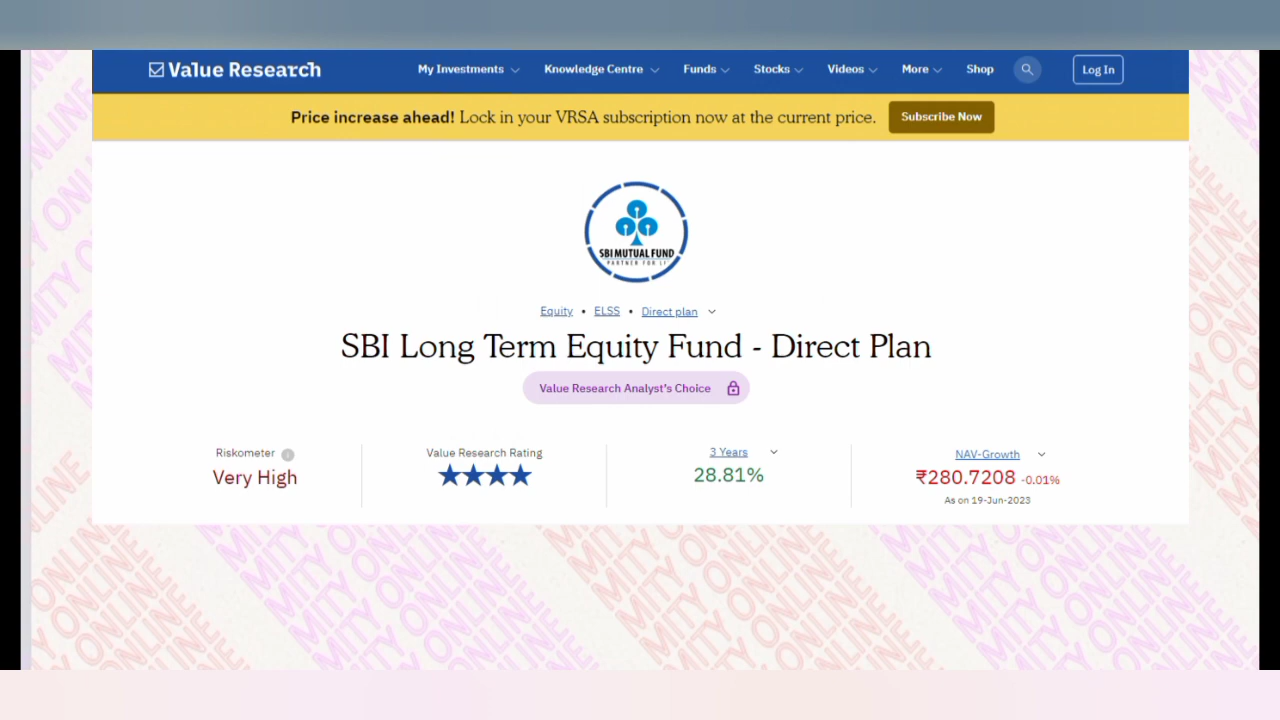 Value Research
My Investments Knowledge Centre Funds Stocks Videos More Shop Log In
Price increase ahead! Lock in your VRSA subscription now at the current price. Subscribe Now
SBI MUTUAL FUND
Equity • ELSS • Direct plan
SBI Long Term Equity Fund - Direct Plan
Value Research Analyst's Choice
Riskometer Value Research Rating 3 Years NAV-Growth
Very High 28.81% ₹280.7208 -0.01%
As on 19-Jun-2023
MITY ONLINE